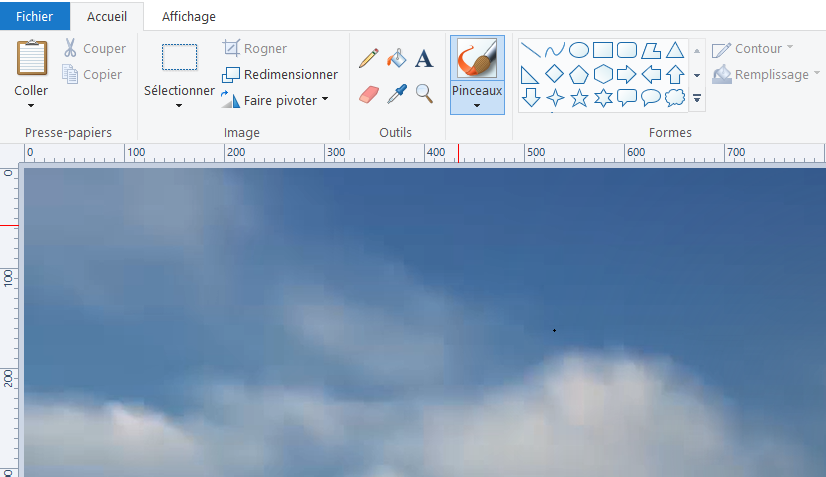 Fichier Accueil Affichage
Coller
Couper
Copier
Presse-papiers
Sélectionner
Rogner
Redimensionner
Faire pivoter
Image
A
Outils
Pinceaux
Contour
Remplissage
Formes
0 100 200 300 400 500 600 700
0
100
200